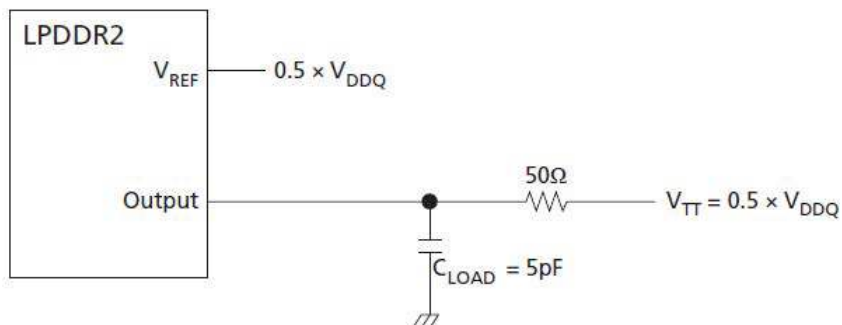 LPDDR2
V_REF 0.5 × V_DDQ
50Ω
Output V_TT = 0.5 × V_DDQ
C_LOAD = 5pF